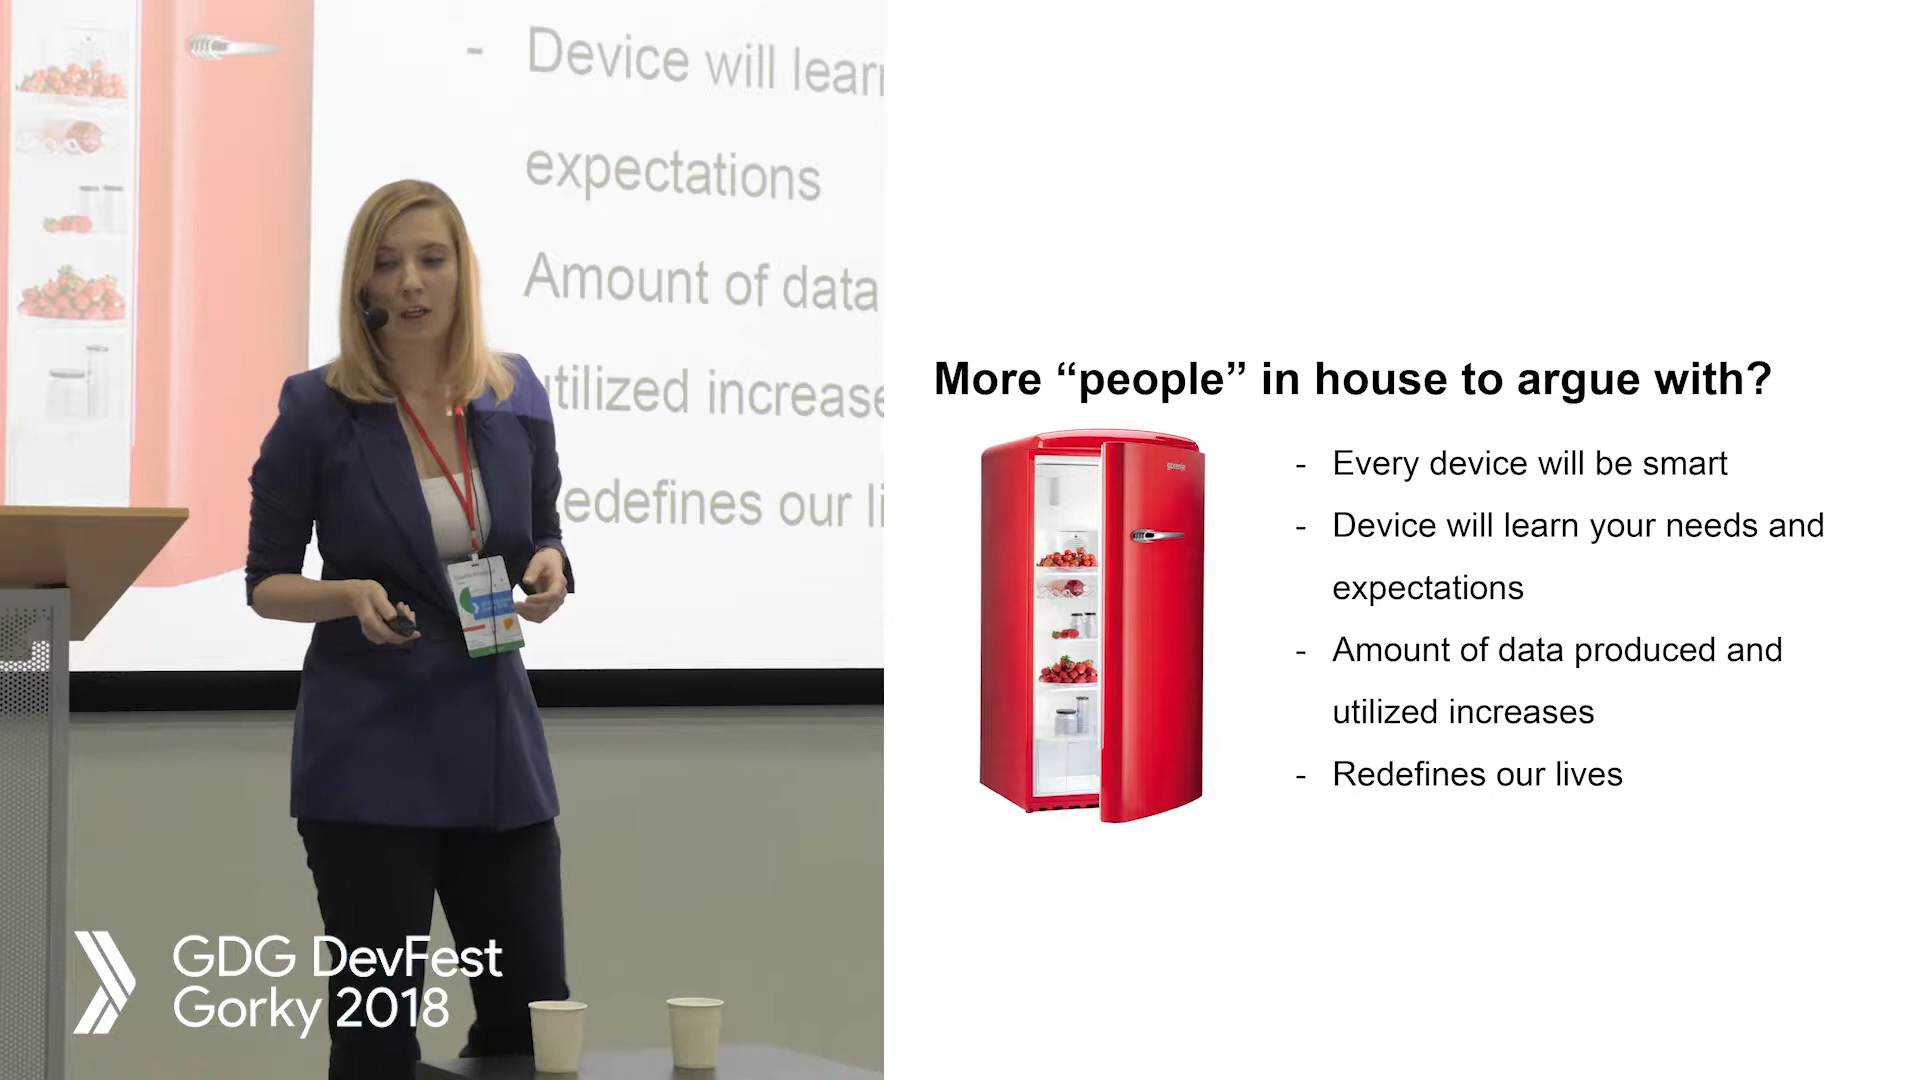 - Device will lear
expectations
Amount of data
utilized increase
edefines our li
GDG DevFest
Gorky 2018
More “people” in house to argue with?
gorenje
- Every device will be smart
- Device will learn your needs and
expectations
- Amount of data produced and
utilized increases
- Redefines our lives